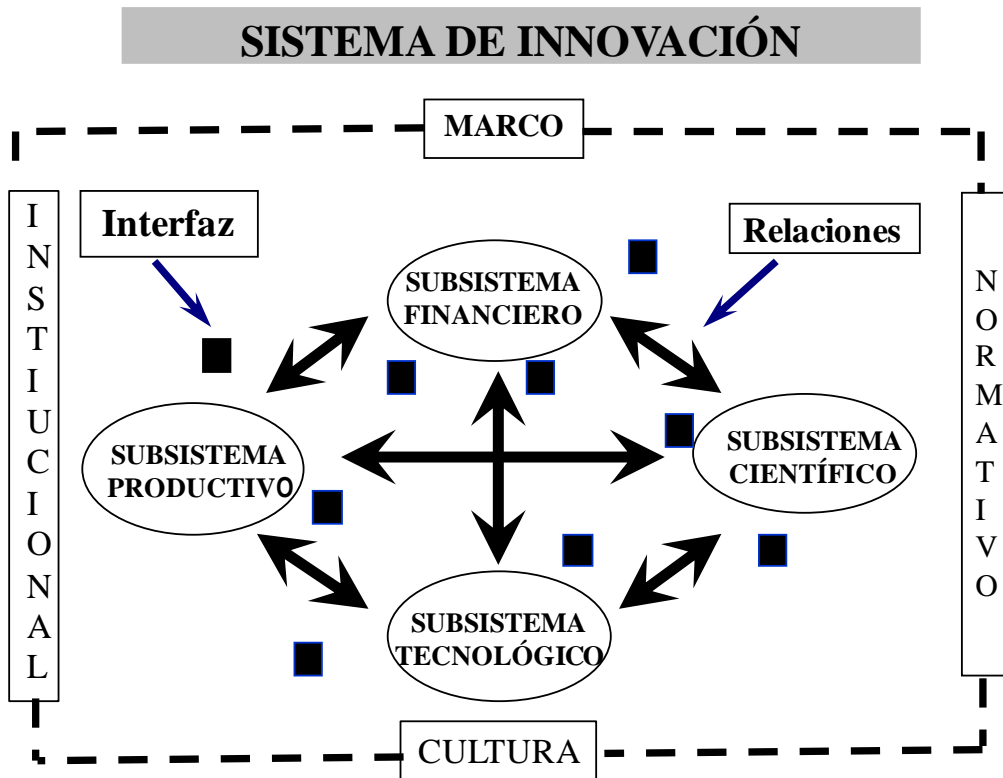 SISTEMA DE INNOVACIÓN
MARCO
INSTIUCIONAL
Interfaz
Relaciones
NORMATIVO
SUBSISTEMA
FINANCIERO
SUBSISTEMA
PRODUCTIVO
SUBSISTEMA
CIENTÍFICO
SUBSISTEMA
TECNOLÓGICO
CULTURA